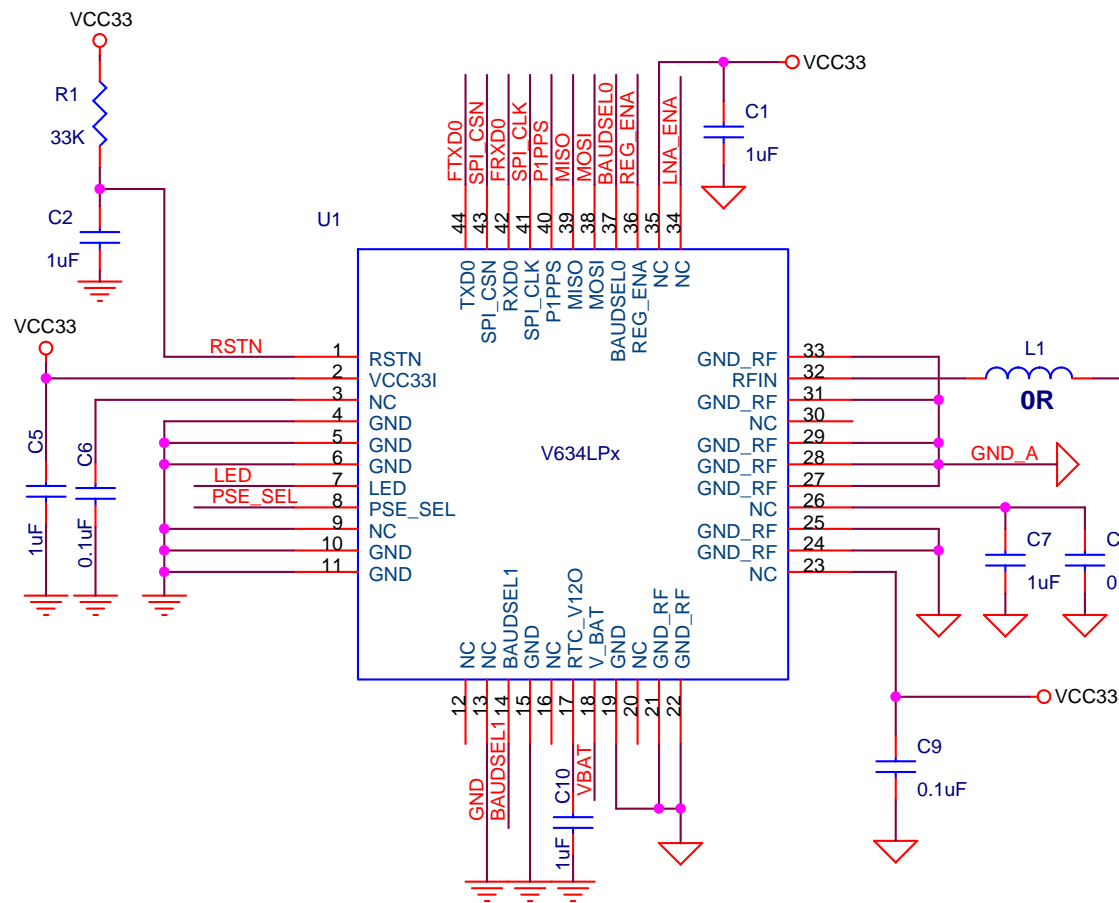 VCC33
R1
33K
C2
1uF
VCC33
C5
1uF
C6
0.1uF
RSTN
LED
PSE_SEL
U1
FTXD0
SPI_CSN
FRXD0
SPI_CLK
P1PPS
MISO
MOSI
BAUDSEL0
REG_ENA
LNA_ENA
VCC33
C1
1uF
44
43
42
41
40
39
38
37
36
35
34
TXD0
SPI_CSN
RXD0
SPI_CLK
P1PPS
MISO
MOSI
BAUDSEL0
REG_ENA
NC
NC
1 RSTN
2 VCC33I
3 NC
4 GND
5 GND
6 GND
7 LED
8 PSE_SEL
9 NC
10 GND
11 GND
V634LPx
GND_RF 33
RFIN 32
GND_RF 31
NC 30
GND_RF 29
GND_RF 28
GND_RF 27
NC 26
GND_RF 25
GND_RF 24
NC 23
L1
0R
GND_A
C7
1uF
C
0.
VCC33
C9
0.1uF
NC
NC
BAUDSEL1
GND
NC
RTC_V12O
V_BAT
GND
NC
GND_RF
GND_RF
12
13
14
15
16
17
18
19
20
21
22
GND
BAUDSEL1
C10
1uF
VBAT